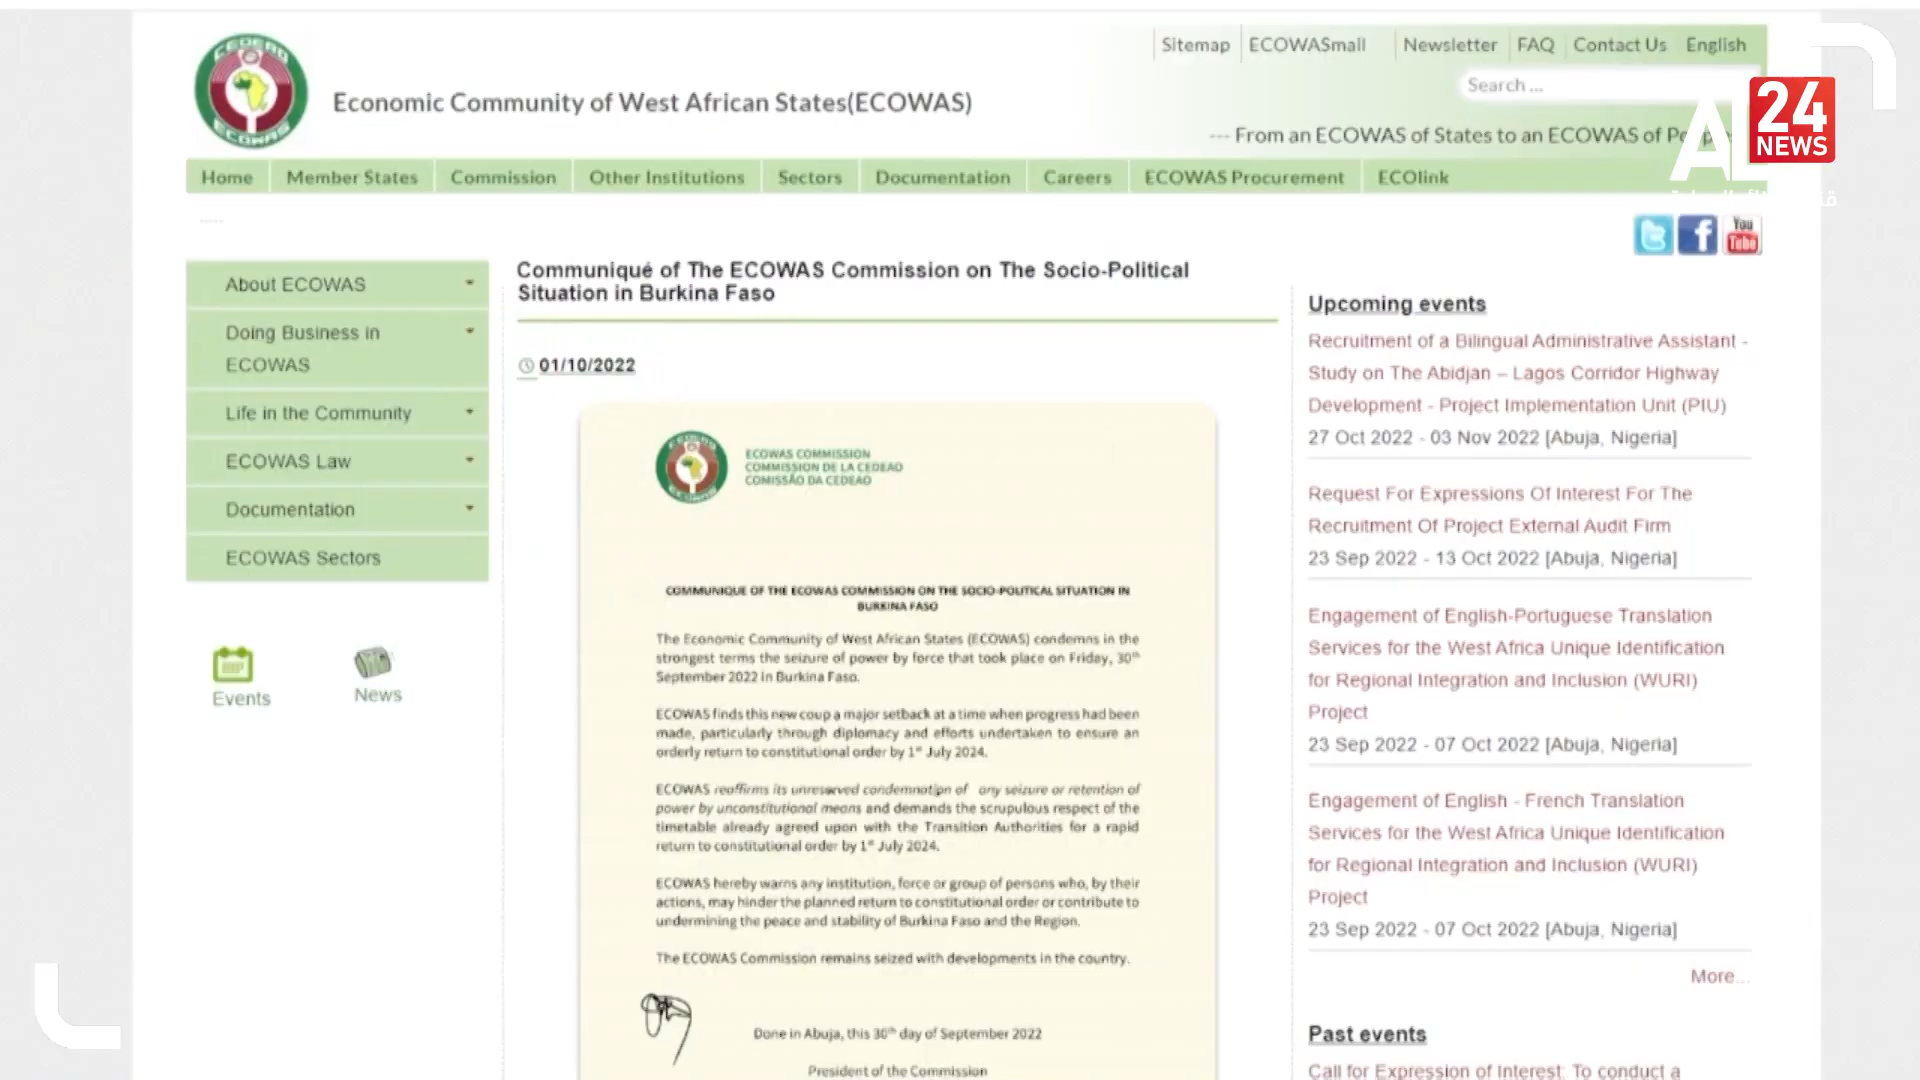 CEDEAO
ECOWAS
Economic Community of West African States(ECOWAS)
Sitemap
ECOWASmail
Newsletter
FAQ
Contact Us
English
Search ...
--- From an ECOWAS of States to an ECOWAS of
AL
24
NEWS
Home
Member States
Commission
Other Institutions
Sectors
Documentation
Careers
ECOWAS Procurement
ECOlink
You
Tube
About ECOWAS
Doing Business in
ECOWAS
Life in the Community
ECOWAS Law
Documentation
ECOWAS Sectors
Events
News
Communiqué of The ECOWAS Commission on The Socio-Political
Situation in Burkina Faso
01/10/2022
ECOWAS COMMISSION
COMMISSION DE LA CEDEAO
COMISSÃO DA CEDEAO
COMMUNIQUE OF THE ECOWAS COMMISSION ON THE SOCIO-POLITICAL SITUATION IN
BURKINA FASO
The Economic Community of West African States (ECOWAS) condemns in the
strongest terms the seizure of power by force that took place on Friday, 30th
September 2022 in Burkina Faso.
ECOWAS finds this new coup a major setback at a time when progress had been
made, particularly through diplomacy and efforts undertaken to ensure an
orderly return to constitutional order by 1st July 2024.
ECOWAS reaffirms its unreserved condemnation of any seizure or retention of
power by unconstitutional means and demands the scrupulous respect of the
timetable already agreed upon with the Transition Authorities for a rapid
return to constitutional order by 1st July 2024.
ECOWAS hereby warns any institution, force or group of persons who, by their
actions, may hinder the planned return to constitutional order or contribute to
undermining the peace and stability of Burkina Faso and the Region.
The ECOWAS Commission remains seized with developments in the country.
Done in Abuja, this 30th day of September 2022
President of the Commission
Upcoming events
Recruitment of a Bilingual Administrative Assistant -
Study on The Abidjan – Lagos Corridor Highway
Development - Project Implementation Unit (PIU)
27 Oct 2022 - 03 Nov 2022 [Abuja, Nigeria]
Request For Expressions Of Interest For The
Recruitment Of Project External Audit Firm
23 Sep 2022 - 13 Oct 2022 [Abuja, Nigeria]
Engagement of English-Portuguese Translation
Services for the West Africa Unique Identification
for Regional Integration and Inclusion (WURI)
Project
23 Sep 2022 - 07 Oct 2022 [Abuja, Nigeria]
Engagement of English - French Translation
Services for the West Africa Unique Identification
for Regional Integration and Inclusion (WURI)
Project
23 Sep 2022 - 07 Oct 2022 [Abuja, Nigeria]
More...
Past events
Call for Expression of Interest: To conduct a